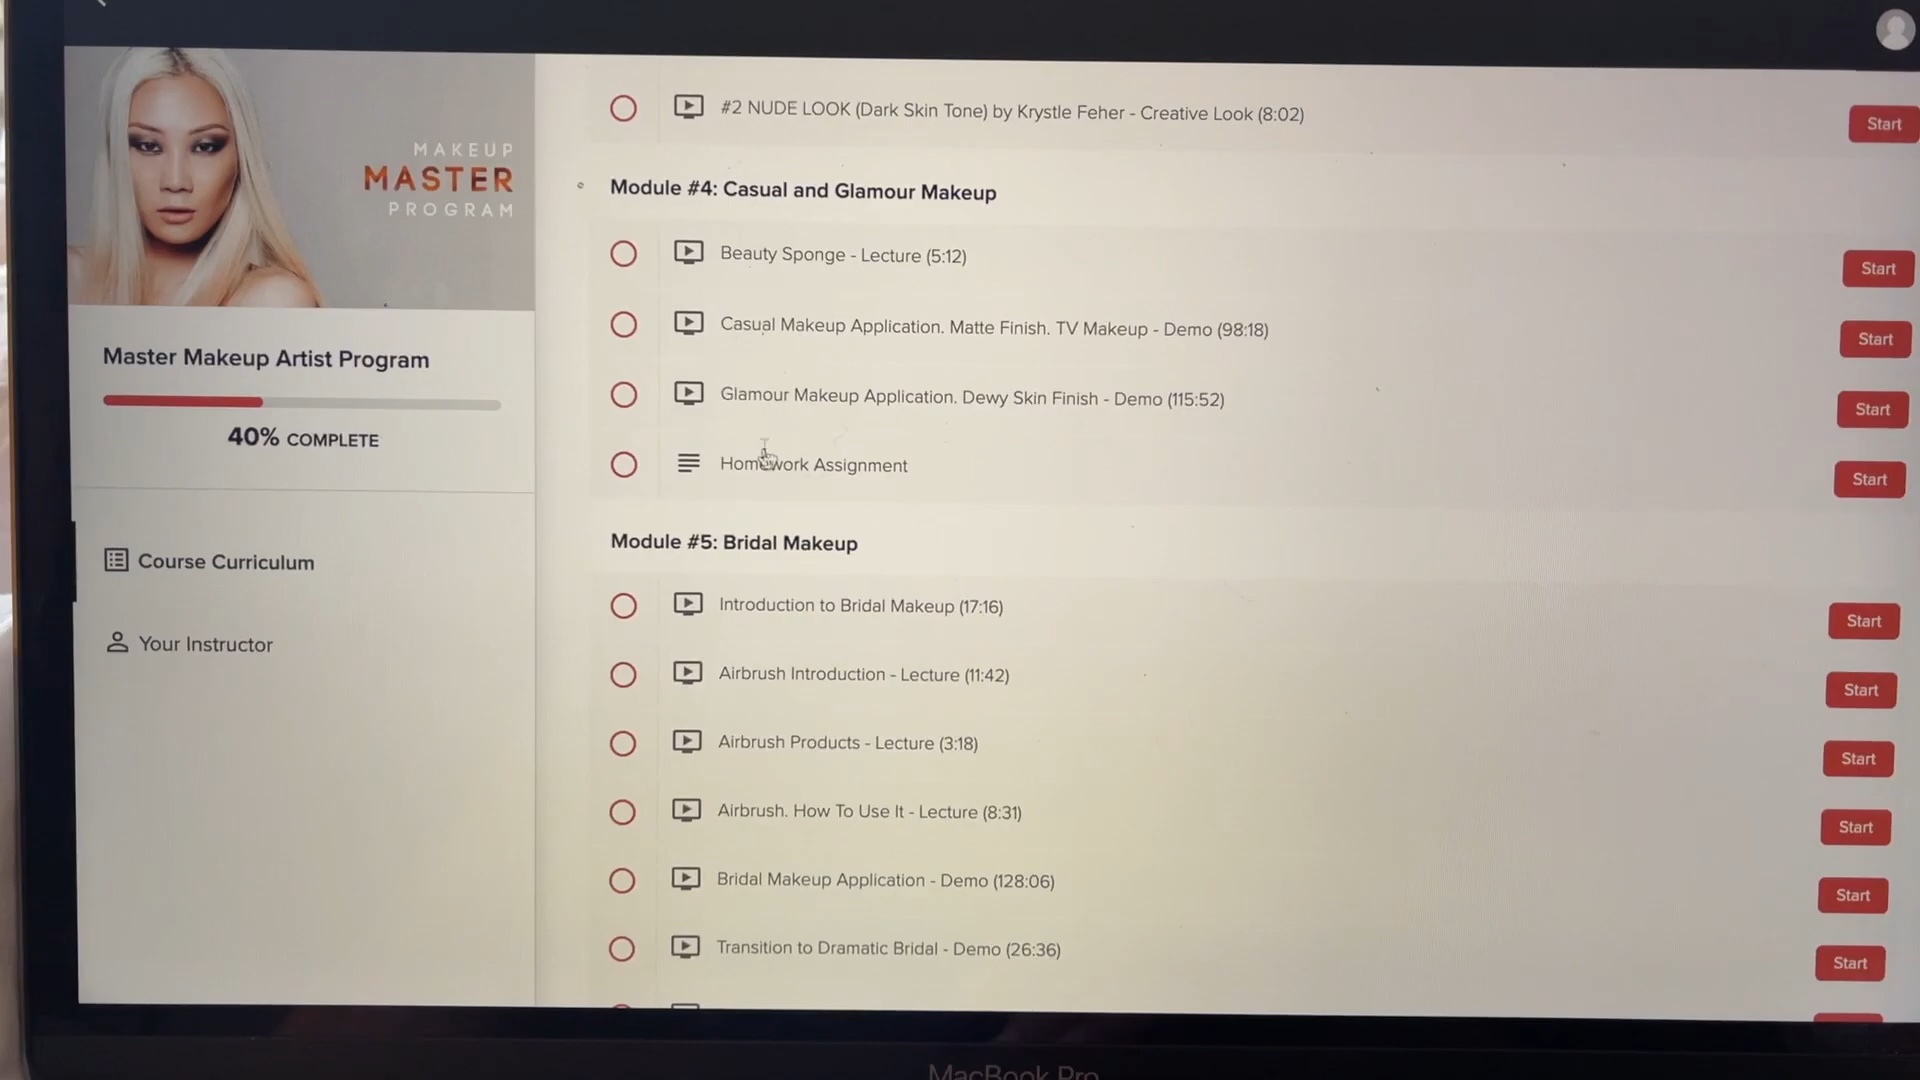 MAKEUP
MASTER
PROGRAM
Master Makeup Artist Program
40% COMPLETE
Course Curriculum
Your Instructor
#2 NUDE LOOK (Dark Skin Tone) by Krystle Feher - Creative Look (8:02)
Start
Module #4: Casual and Glamour Makeup
Beauty Sponge - Lecture (5:12)
Start
Casual Makeup Application. Matte Finish. TV Makeup - Demo (98:18)
Start
Glamour Makeup Application. Dewy Skin Finish - Demo (115:52)
Start
Homework Assignment
Start
Module #5: Bridal Makeup
Introduction to Bridal Makeup (17:16)
Start
Airbrush Introduction - Lecture (11:42)
Start
Airbrush Products - Lecture (3:18)
Start
Airbrush. How To Use It - Lecture (8:31)
Start
Bridal Makeup Application - Demo (128:06)
Start
Transition to Dramatic Bridal - Demo (26:36)
Start
MacBook Pro